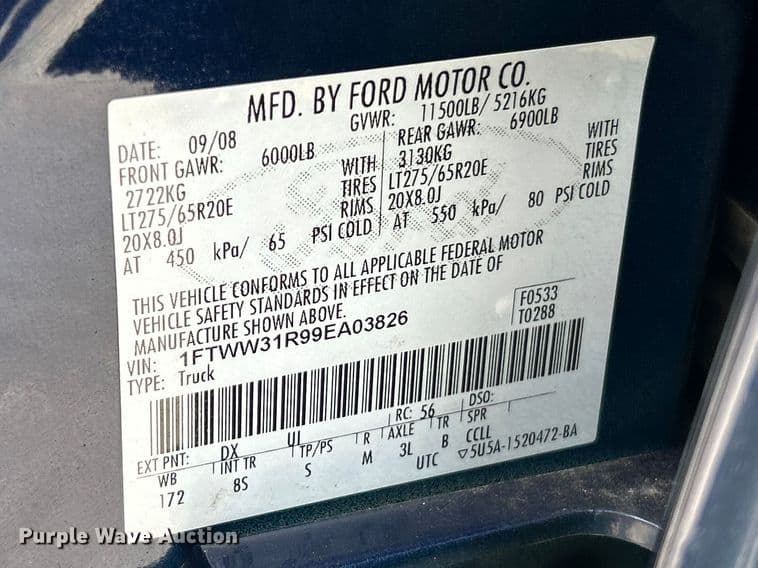 MFD. BY FORD MOTOR CO.
DATE: 09/08 GVWR: 11500LB/ 5216KG
FRONT GAWR: 6000LB REAR GAWR: 6900LB
2722KG WITH 3130KG WITH
LT275/65R20E TIRES LT275/65R20E TIRES
20X8.0J RIMS 20X8.0J RIMS
AT 450 kPa/ 65 PSI COLD AT 550 kPa/ 80 PSI COLD
THIS VEHICLE CONFORMS TO ALL APPLICABLE FEDERAL MOTOR
VEHICLE SAFETY STANDARDS IN EFFECT ON THE DATE OF
MANUFACTURE SHOWN ABOVE.
VIN: 1FTWW31R99EA03826
TYPE: Truck
F0533
T0288
EXT PNT: DX UI RC: 56 DSO:
WB INT TR TP/PS R AXLE TR SPR
172 8S S M 3L B CCLL
UTC ▽5U5A-1520472-BA
Purple Wave Auction